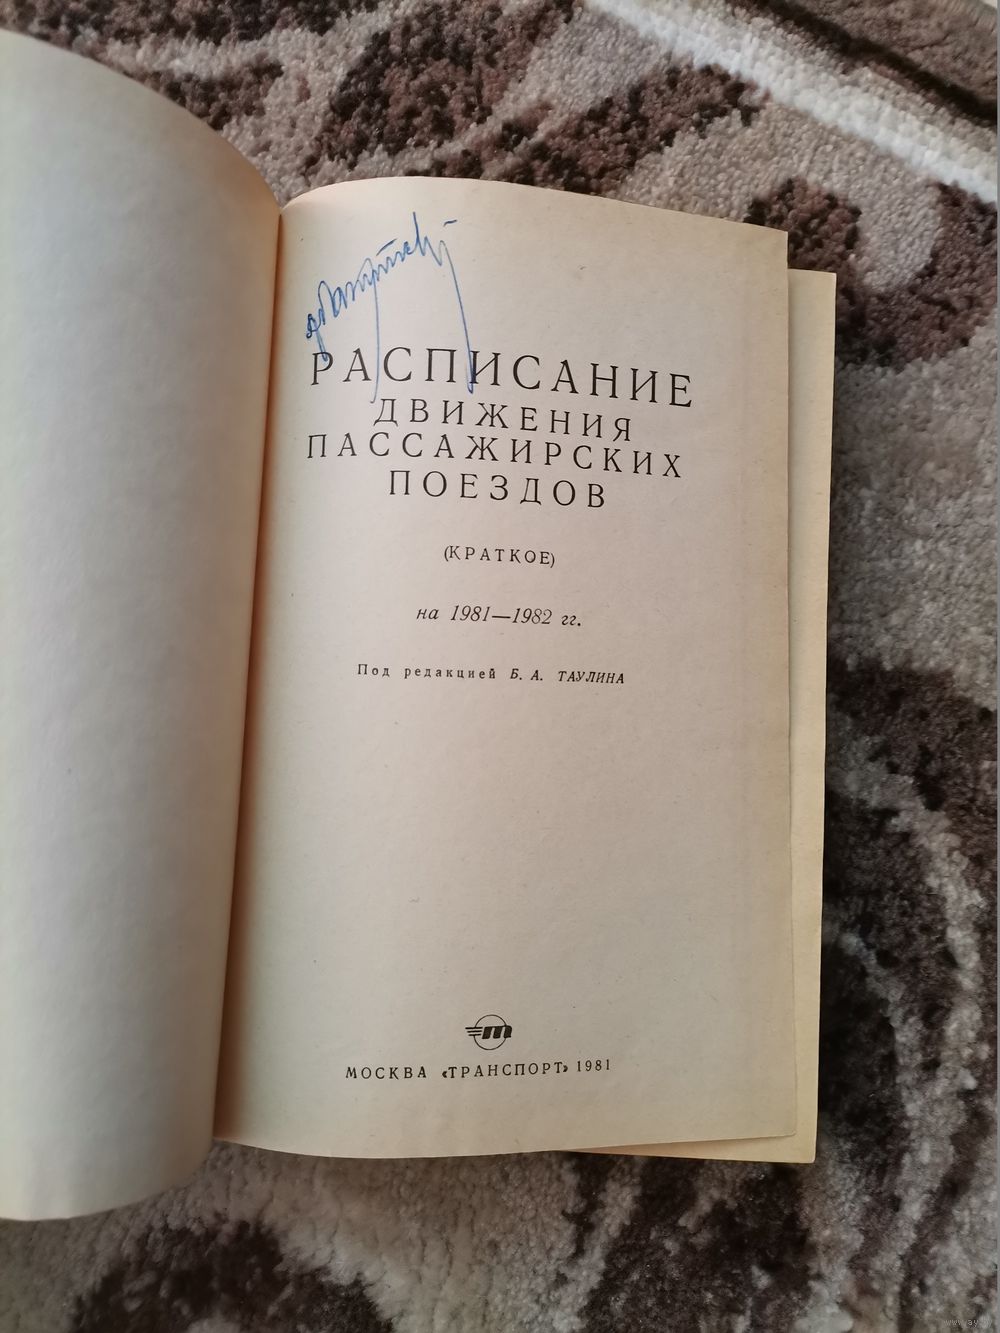 РАСПИСАНИЕ
ДВИЖЕНИЯ
ПАССАЖИРСКИХ
ПОЕЗДОВ
(КРАТКОЕ)
на 1981—1982 гг.
Под редакцией Б. А. ТАУЛИНА
т
МОСКВА «ТРАНСПОРТ» 1981